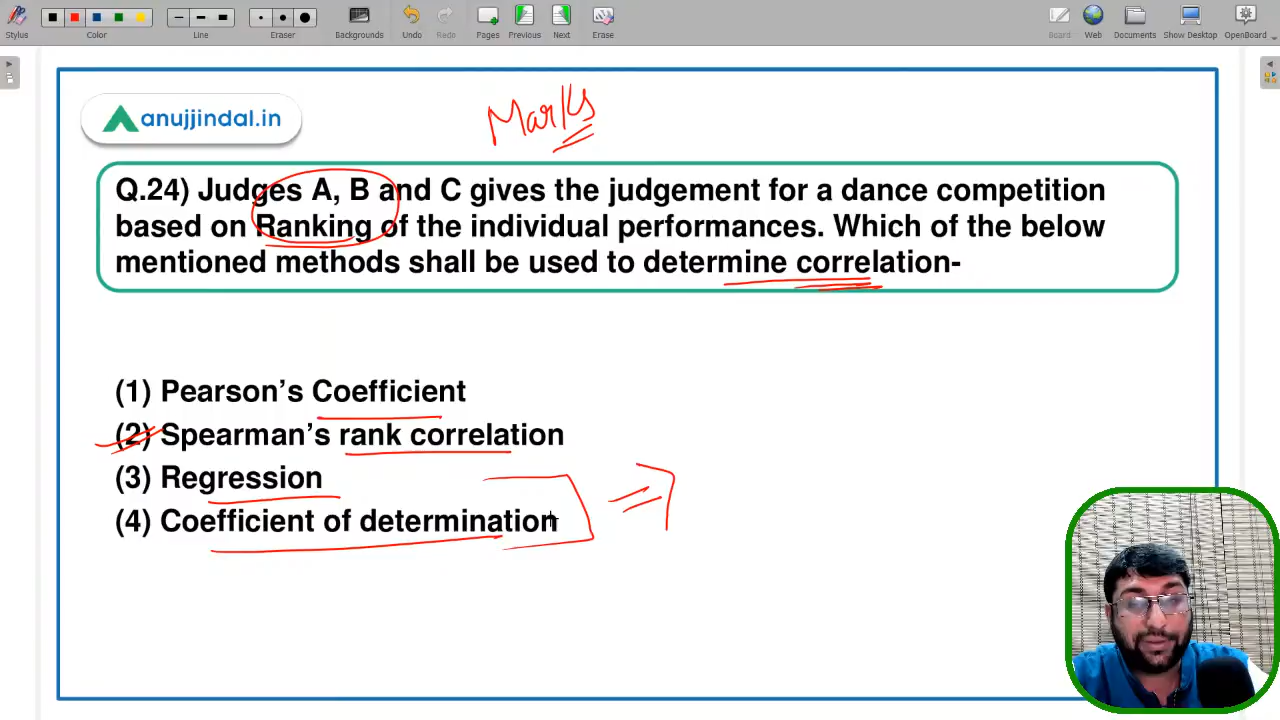 Stylus
Color
Line
Eraser
Backgrounds
Undo
Redo
Pages
Previous
Next
Erase
Board
Web
Documents
Show Desktop
OpenBoard
anujjindal.in
Marks
Q.24) Judges A, B and C gives the judgement for a dance competition
based on Ranking of the individual performances. Which of the below
mentioned methods shall be used to determine correlation-
(1) Pearson’s Coefficient
(2) Spearman’s rank correlation
(3) Regression
(4) Coefficient of determination